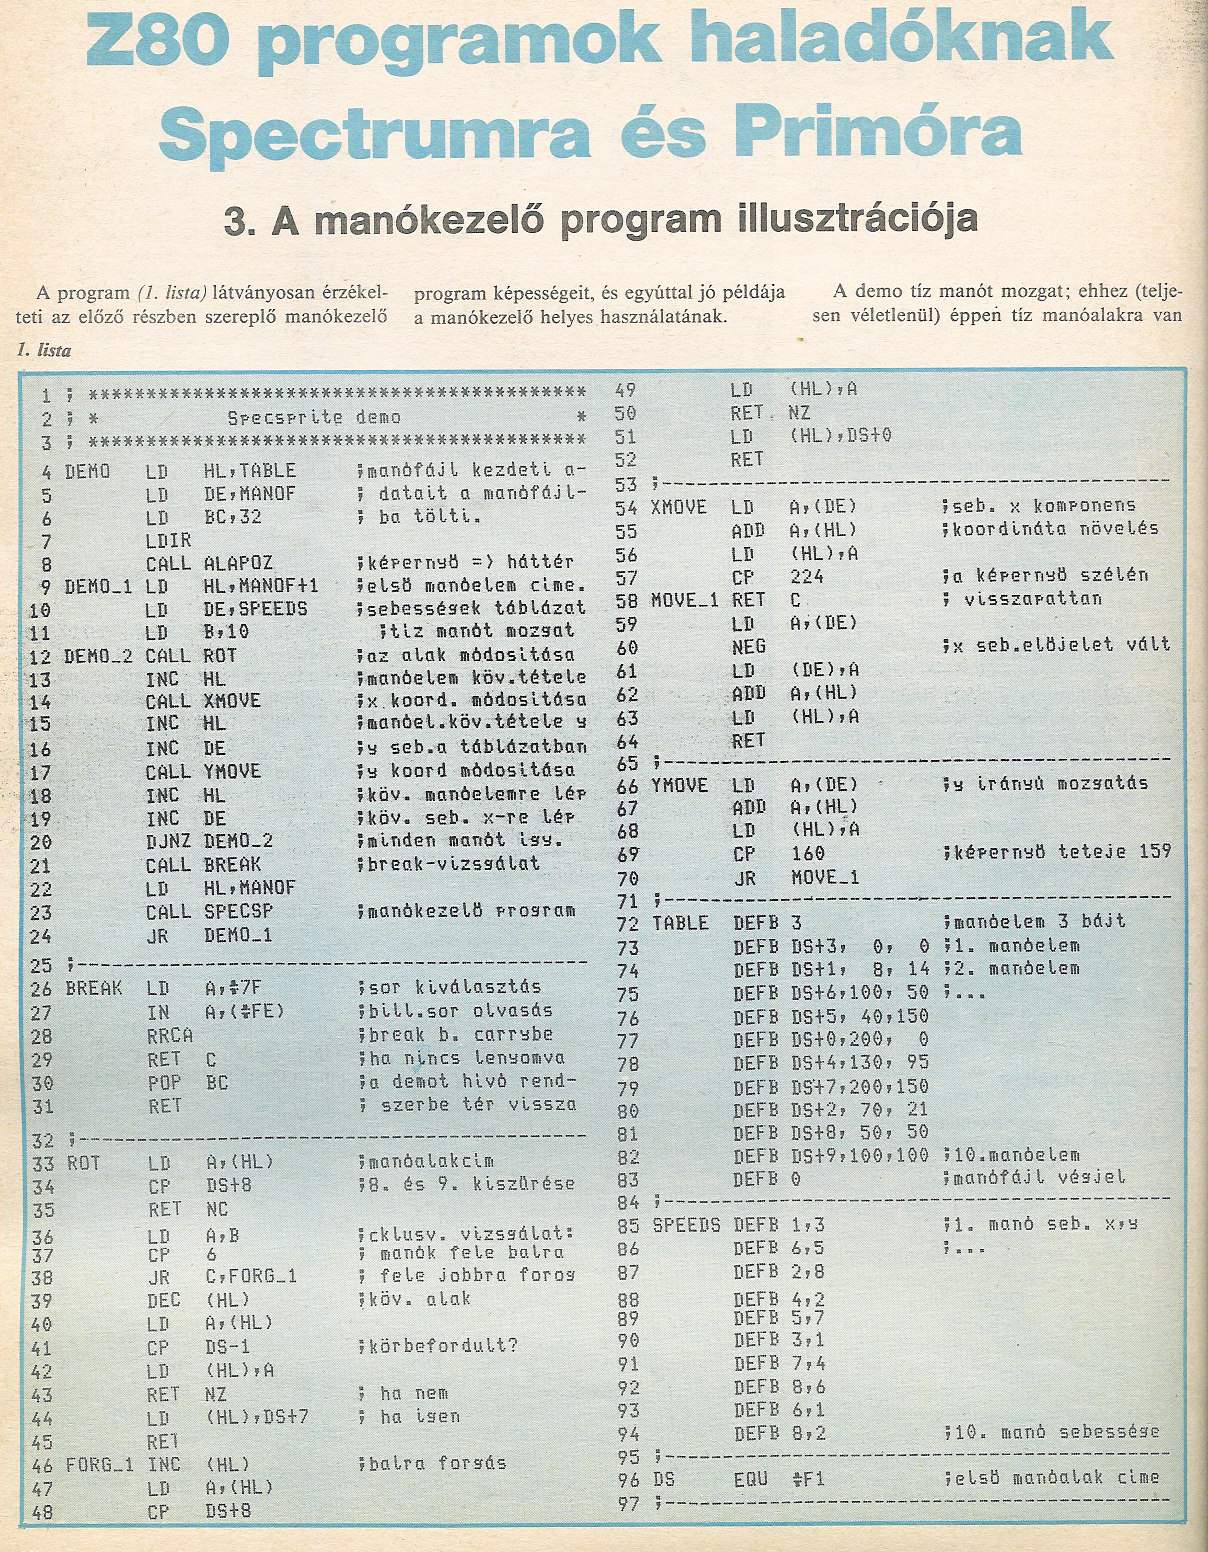 Z80 programok haladóknak
Spectrumra és Primóra
3. A manókezelő program illusztrációja
A program (1. lista) látványosan érzékel-
teti az előző részben szereplő manókezelő
program képességeit, és egyúttal jó példája
a manókezelő helyes használatának.
A demo tíz manót mozgat; ehhez (telje-
sen véletlenül) éppen tíz manóalakra van
1. lista
1 ; *******************************************
2 ; * Specsprite demo *
3 ; *******************************************
4 DEMO LD HL,TABLE ;manófájl kezdeti a-
5 LD DE,MANOF ; datait a manófájl-
6 LD BC,32 ; ba tölti.
7 LDIR
8 CALL ALAPOZ ;képernyö =) háttér
9 DEMO_1 LD HL,MANOF+1 ;elsö manóelem cime.
10 LD DE,SPEEDS ;sebességek táblázat
11 LD B,10 ;tiz manót mozgat
12 DEMO_2 CALL ROT ;az alak módositása
13 INC HL ;manóelem köv.tétele
14 CALL XMOVE ;x koord. módositása
15 INC HL ;manóel.köv.tétele y
16 INC DE ;y seb.a táblázatban
17 CALL YMOVE ;y koord módositása
18 INC HL ;köv. manóelemre lép
19 INC DE ;köv. seb. x-re lép
20 DJNZ DEMO_2 ;minden manót igy.
21 CALL BREAK ;break-vizsgálat
22 LD HL,MANOF
23 CALL SPECSP ;manókezelö program
24 JR DEMO_1
25 ;--------------------------------------------
26 BREAK LD A,#7F ;sor kiválasztás
27 IN A,(#FE) ;bill.sor olvasás
28 RRCA ;break b. carrybe
29 RET C ;ha nincs lenyomva
30 POP BC ;a demot hivó rend-
31 RET ; szerbe tér vissza
32 ;--------------------------------------------
33 ROT LD A,(HL) ;manóalakcim
34 CP DS+8 ;8. és 9. kiszürése
35 RET NC
36 LD A,B ;cklusv. vizsgálat:
37 CP 6 ; manók fele balra
38 JR C,FORG_1 ; fele jobbra forog
39 DEC (HL) ;köv. alak
40 LD A,(HL)
41 CP DS-1 ;körbefordult?
42 LD (HL),A
43 RET NZ ; ha nem
44 LD (HL),DS+7 ; ha igen
45 RET
46 FORG_1 INC (HL) ;balra forgás
47 LD A,(HL)
48 CP DS+8
49 LD (HL),A
50 RET NZ
51 LD (HL),DS+0
52 RET
53 ;--------------------------------------------
54 XMOVE LD A,(DE) ;seb. x komponens
55 ADD A,(HL) ;koordináta növelés
56 LD (HL),A
57 CP 224 ;a képernyö szélén
58 MOVE_1 RET C ; visszapattan
59 LD A,(DE)
60 NEG ;x seb.elöjelet vált
61 LD (DE),A
62 ADD A,(HL)
63 LD (HL),A
64 RET
65 ;--------------------------------------------
66 YMOVE LD A,(DE) ;y irányú mozgatás
67 ADD A,(HL)
68 LD (HL),A
69 CP 160 ;képernyö teteje 159
70 JR MOVE_1
71 ;--------------------------------------------
72 TABLE DEFB 3 ;manóelem 3 bájt
73 DEFB DS+3, 0, 0 ;1. manóelem
74 DEFB DS+1, 8, 14 ;2. manóelem
75 DEFB DS+6,100, 50 ;...
76 DEFB DS+5, 40,150
77 DEFB DS+0,200, 0
78 DEFB DS+4,130, 95
79 DEFB DS+7,200,150
80 DEFB DS+2, 70, 21
81 DEFB DS+8, 50, 50
82 DEFB DS+9,100,100 ;10.manóelem
83 DEFB 0 ;manófájl végjel
84 ;--------------------------------------------
85 SPEEDS DEFB 1,3 ;1. manó seb. x,y
86 DEFB 6,5 ;...
87 DEFB 2,8
88 DEFB 4,2
89 DEFB 5,7
90 DEFB 3,1
91 DEFB 7,4
92 DEFB 8,6
93 DEFB 6,1
94 DEFB 8,2 ;10. manó sebessége
95 ;--------------------------------------------
96 DS EQU #F1 ;elsö manóalak cime
97 ;--------------------------------------------